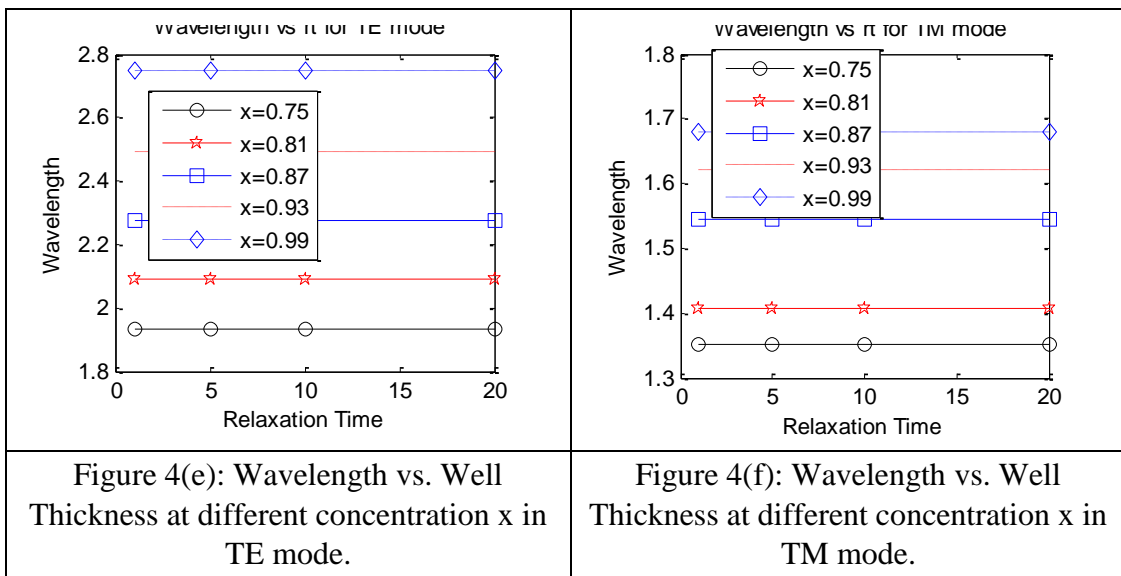 Wavelength vs rt for TE mode
2.8
2.6
2.4
2.2
2
1.8
Wavelength
x=0.75
x=0.81
x=0.87
x=0.93
x=0.99
0 5 10 15 20
Relaxation Time
Wavelength vs rt for TM mode
1.8
1.7
1.6
1.5
1.4
1.3
Wavelength
x=0.75
x=0.81
x=0.87
x=0.93
x=0.99
0 5 10 15 20
Relaxation Time
Figure 4(e): Wavelength vs. Well
Thickness at different concentration x in
TE mode.
Figure 4(f): Wavelength vs. Well
Thickness at different concentration x in
TM mode.